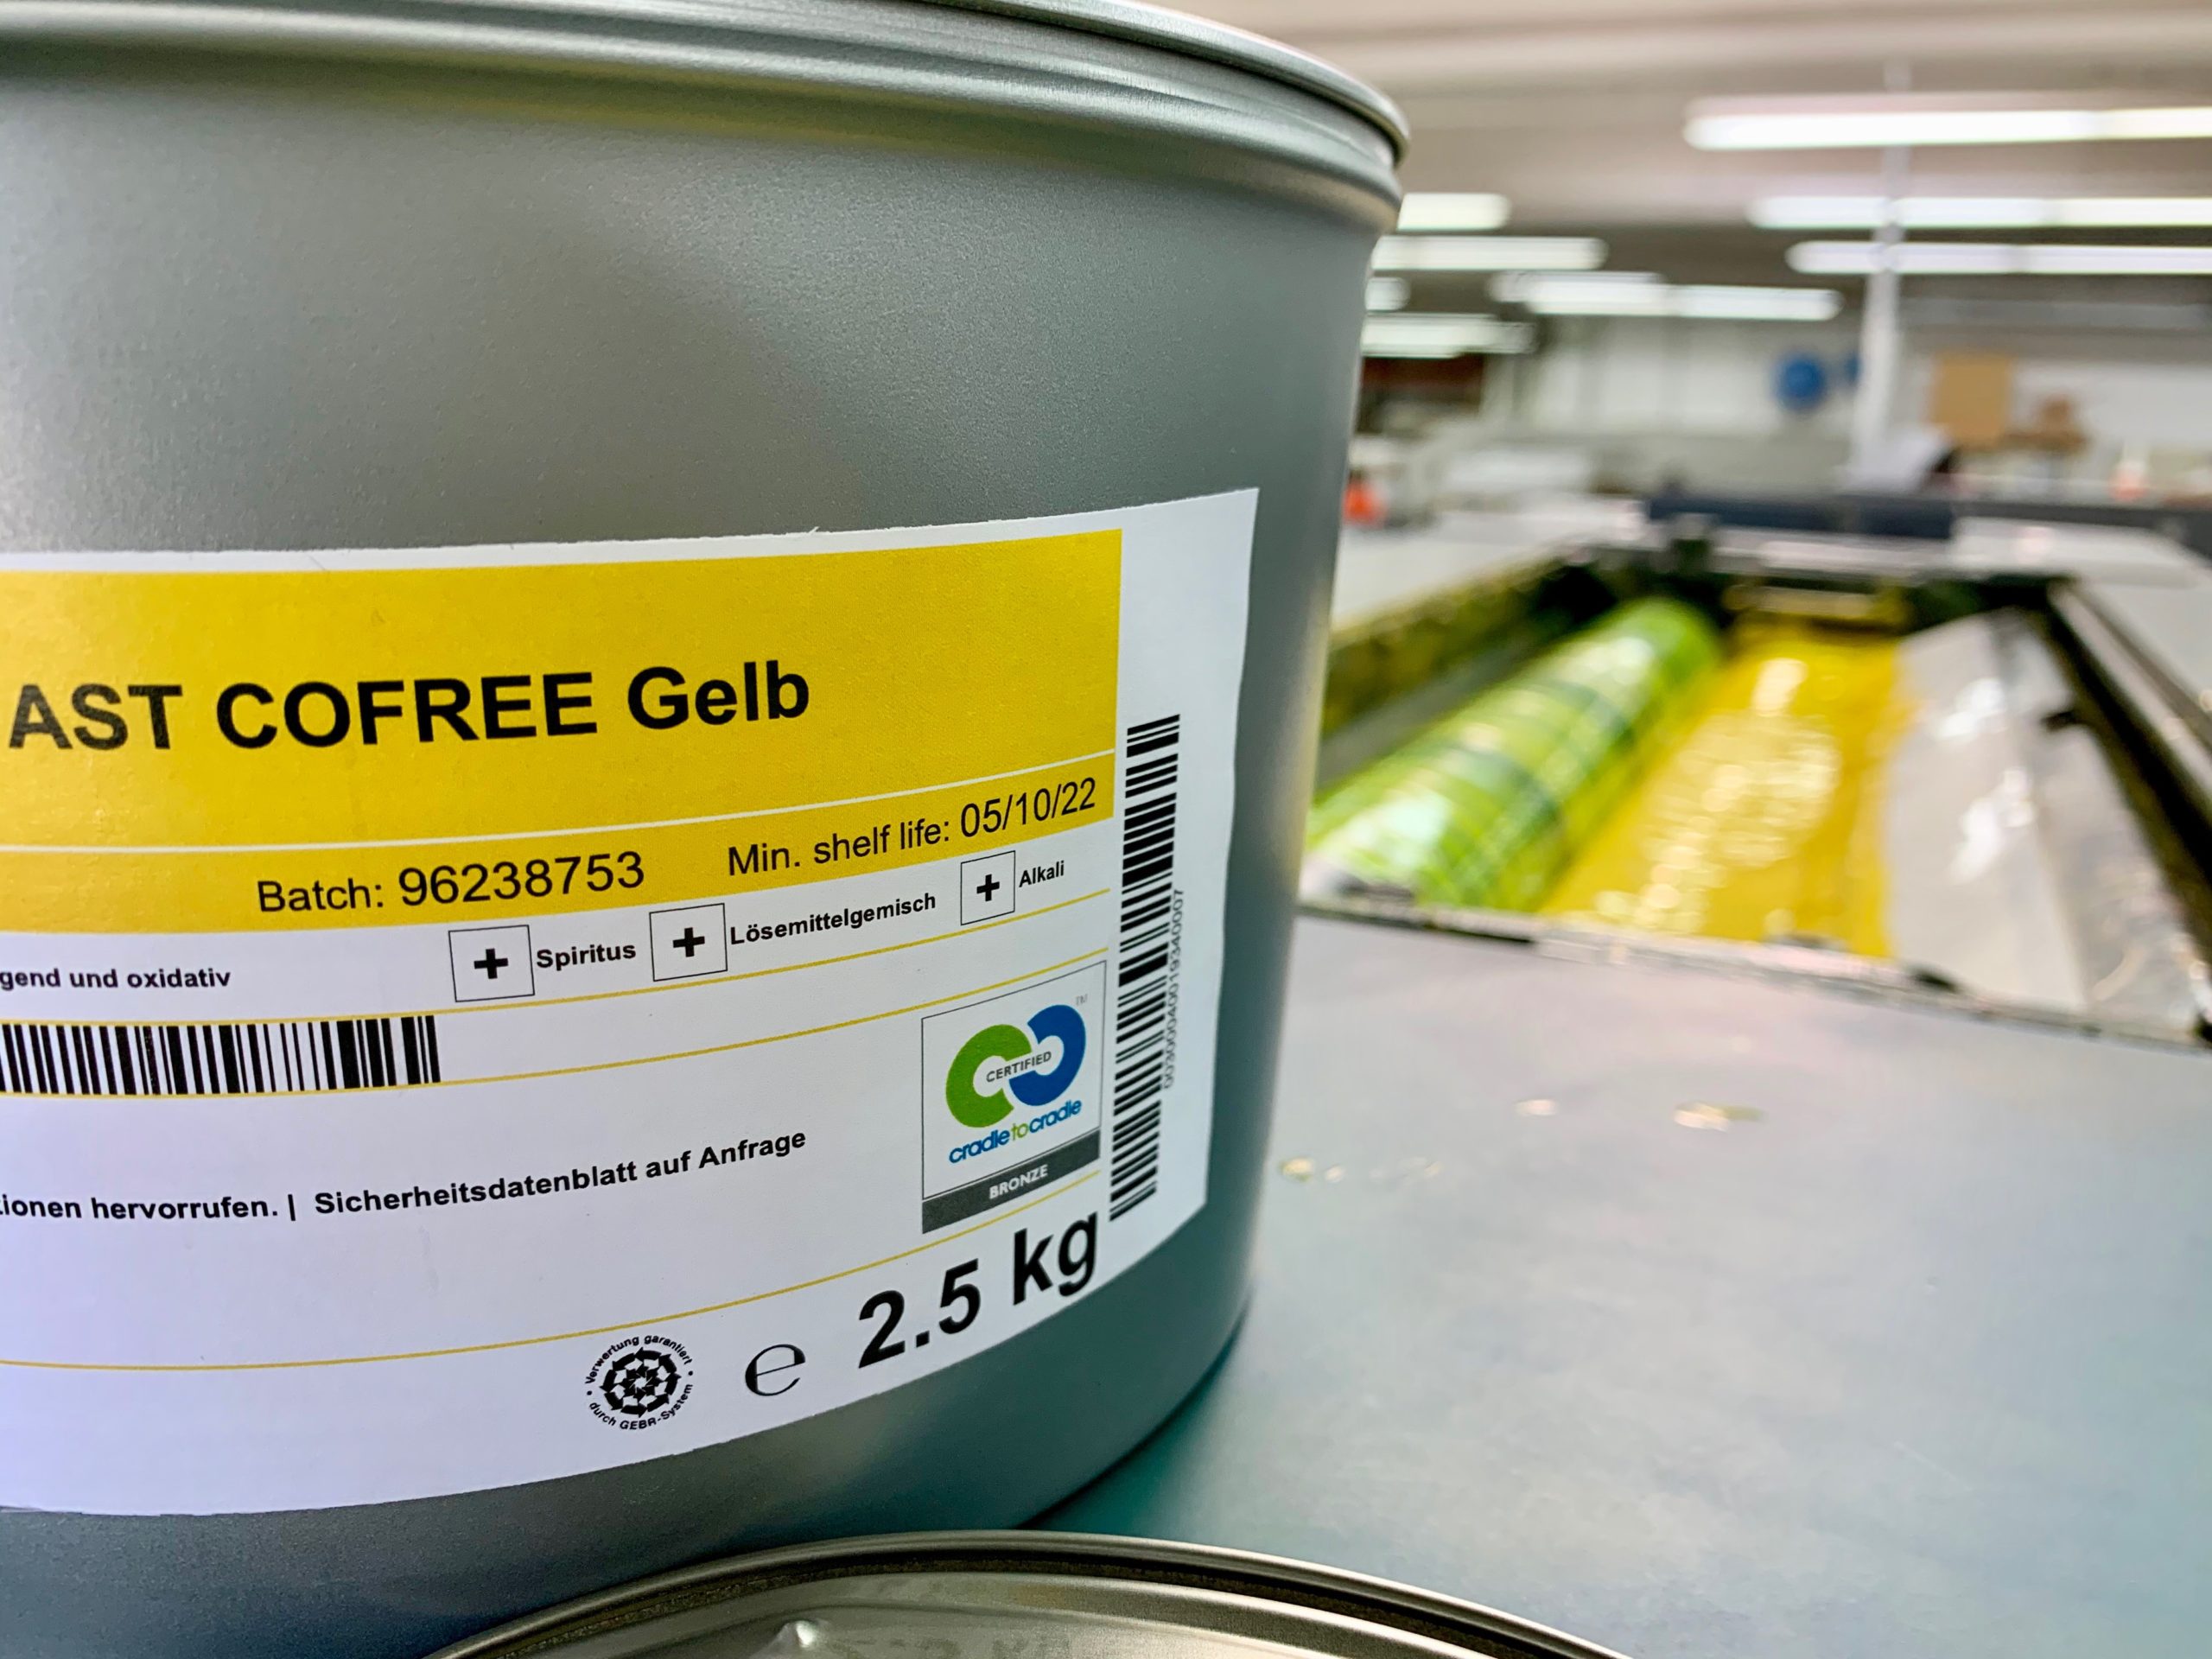 AST COFREE Gelb
Batch: 96238753 Min. shelf life: 05/10/22
gend und oxidativ + Spiritus + Lösemittelgemisch + Alkali
CERTIFIED
TM
cradletocradle
BRONZE
ionen hervorrufen. | Sicherheitsdatenblatt auf Anfrage
Verwertung garantiert
durch GEBR-System
e 2.5 kg